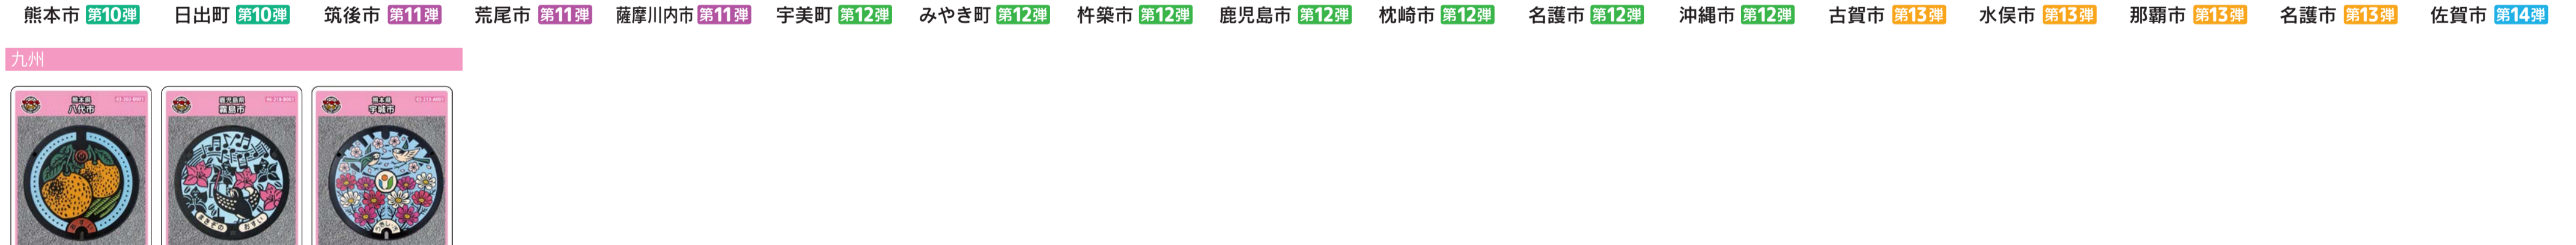 熊本市 第10弾 日出町 第10弾 筑後市 第11弾 荒尾市 第11弾 薩摩川内市 第11弾 宇美町 第12弾 みやき町 第12弾 杵築市 第12弾 鹿児島市 第12弾 枕崎市 第12弾 名護市 第12弾 沖縄市 第12弾 古賀市 第13弾 水俣市 第13弾 那覇市 第13弾 名護市 第13弾 佐賀市 第14弾
九州
熊本県
八代市
鹿児島県
霧島市
まきぞの おすい
熊本県
宇城市